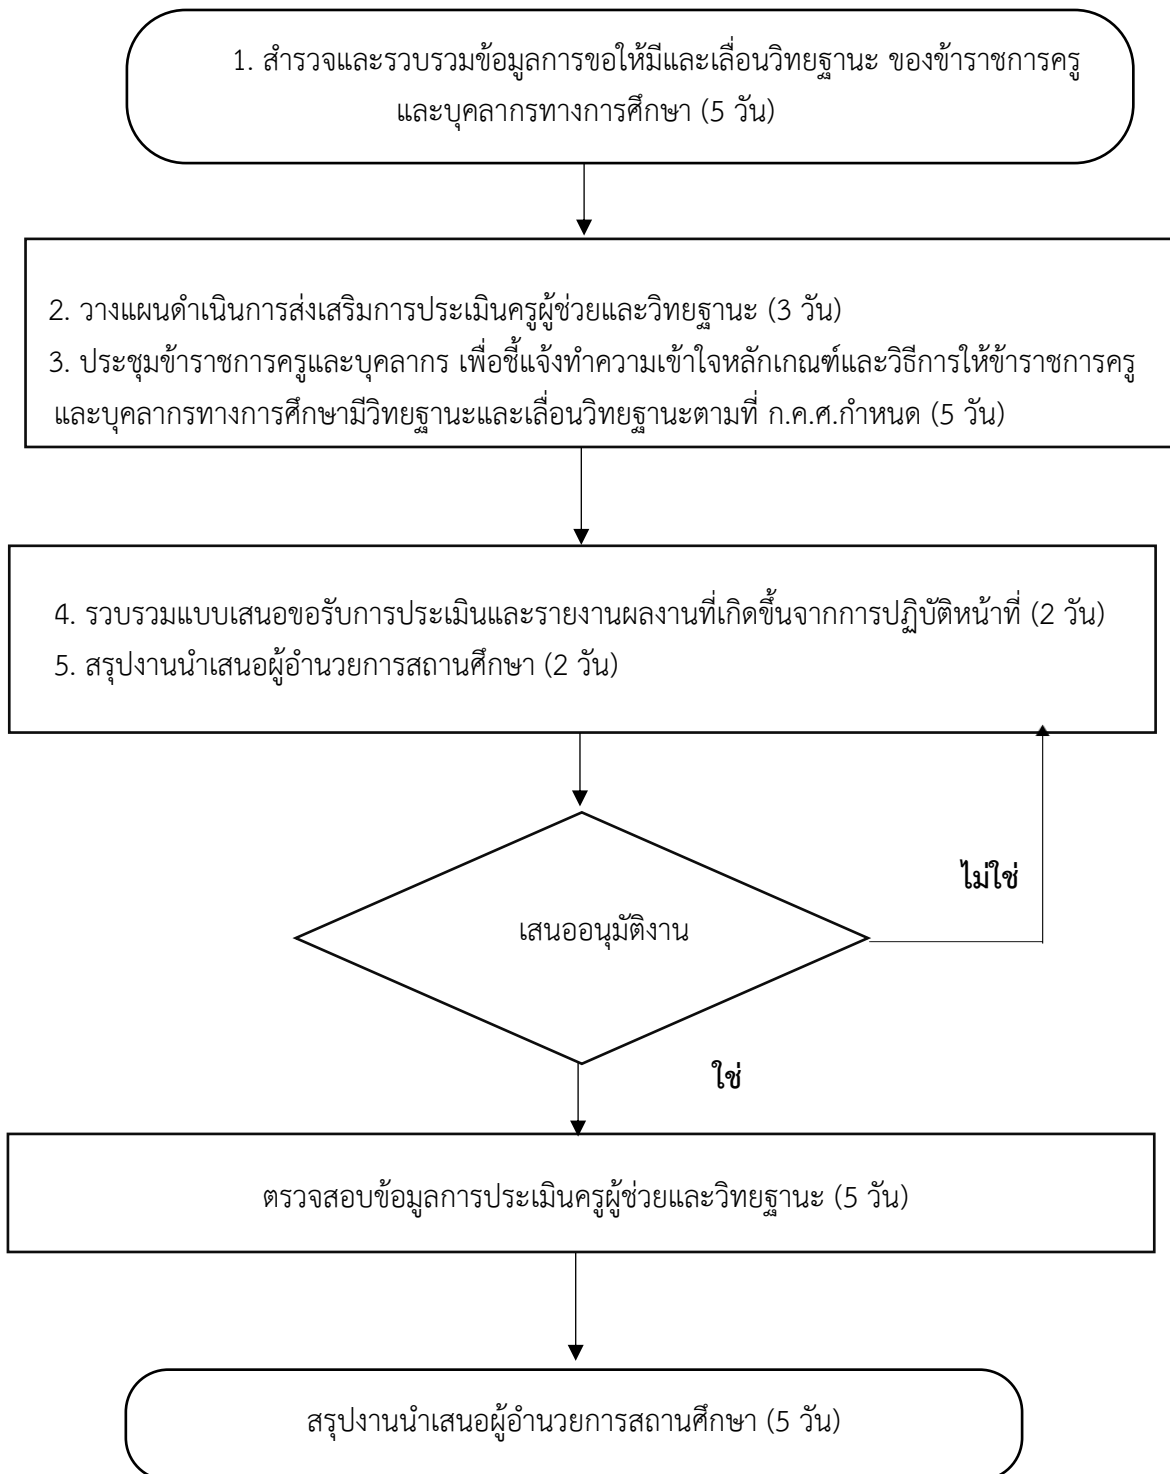 1. สำรวจและรวบรวมข้อมูลการขอให้มีและเลื่อนวิทยฐานะ ของข้าราชการครู
และบุคลากรทางการศึกษา (5 วัน)
2. วางแผนดำเนินการส่งเสริมการประเมินครูผู้ช่วยและวิทยฐานะ (3 วัน)
3. ประชุมข้าราชการครูและบุคลากร เพื่อชี้แจ้งทำความเข้าใจหลักเกณฑ์และวิธีการให้ข้าราชการครู
และบุคลากรทางการศึกษามีวิทยฐานะและเลื่อนวิทยฐานะตามที่ ก.ค.ศ.กำหนด (5 วัน)
4. รวบรวมแบบเสนอขอรับการประเมินและรายงานผลงานที่เกิดขึ้นจากการปฏิบัติหน้าที่ (2 วัน)
5. สรุปงานนำเสนอผู้อำนวยการสถานศึกษา (2 วัน)
ไม่ใช่
เสนออนุมัติงาน
ใช่
ตรวจสอบข้อมูลการประเมินครูผู้ช่วยและวิทยฐานะ (5 วัน)
สรุปงานนำเสนอผู้อำนวยการสถานศึกษา (5 วัน)